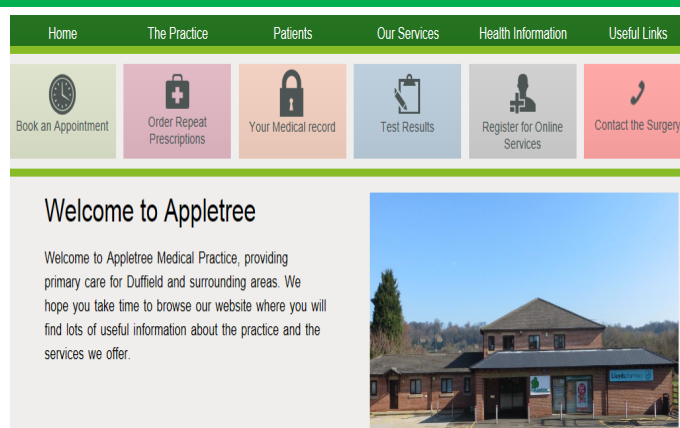 Home The Practice Patients Our Services Health Information Useful Links
Book an Appointment
Order Repeat
Prescriptions
Your Medical record
Test Results
Register for Online
Services
Contact the Surgery
Welcome to Appletree
Welcome to Appletree Medical Practice, providing
primary care for Duffield and surrounding areas. We
hope you take time to browse our website where you will
find lots of useful information about the practice and the
services we offer.